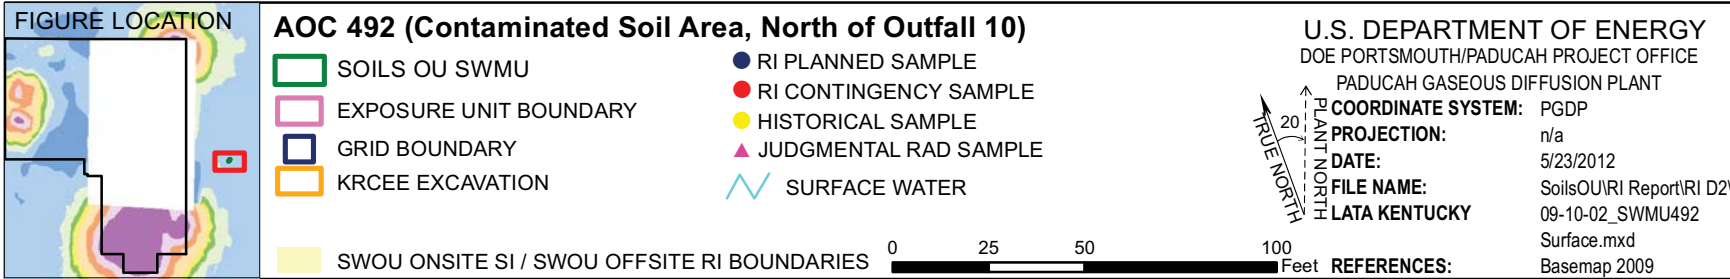 FIGURE LOCATION
AOC 492 (Contaminated Soil Area, North of Outfall 10)
SOILS OU SWMU
EXPOSURE UNIT BOUNDARY
GRID BOUNDARY
KRCEE EXCAVATION
RI PLANNED SAMPLE
RI CONTINGENCY SAMPLE
HISTORICAL SAMPLE
JUDGMENTAL RAD SAMPLE
SURFACE WATER
SWOU ONSITE SI / SWOU OFFSITE RI BOUNDARIES
0 25 50 100
Feet
U.S. DEPARTMENT OF ENERGY
DOE PORTSMOUTH/PADUCAH PROJECT OFFICE
PADUCAH GASEOUS DIFFUSION PLANT
TRUE NORTH
20
PLANT NORTH
COORDINATE SYSTEM: PGDP
PROJECTION: n/a
DATE: 5/23/2012
FILE NAME: SoilsOU\RI Report\RI D2\
LATA KENTUCKY 09-10-02_SWMU492
Surface.mxd
REFERENCES: Basemap 2009